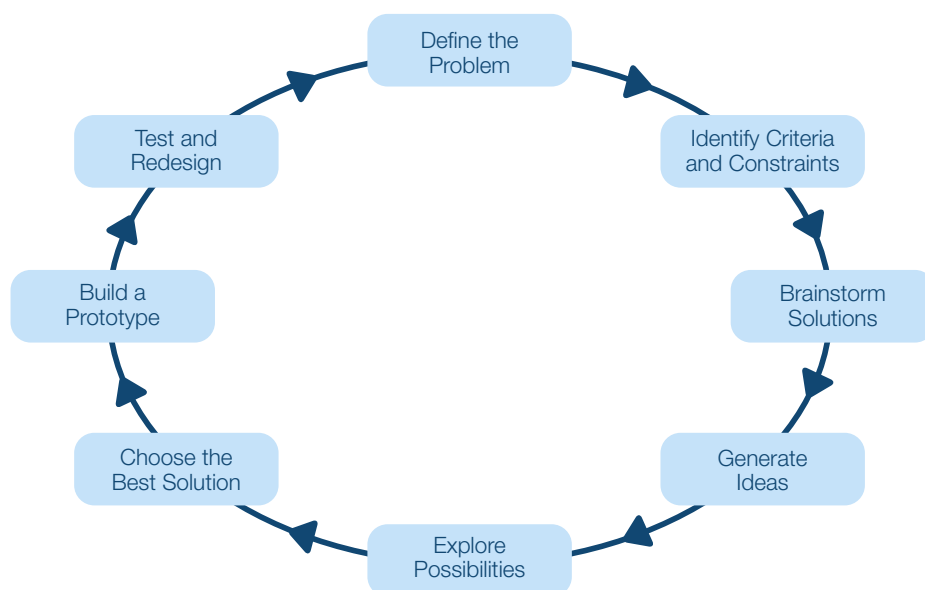 Define the
Problem
Identify Criteria
and Constraints
Brainstorm
Solutions
Generate
Ideas
Explore
Possibilities
Choose the
Best Solution
Build a
Prototype
Test and
Redesign